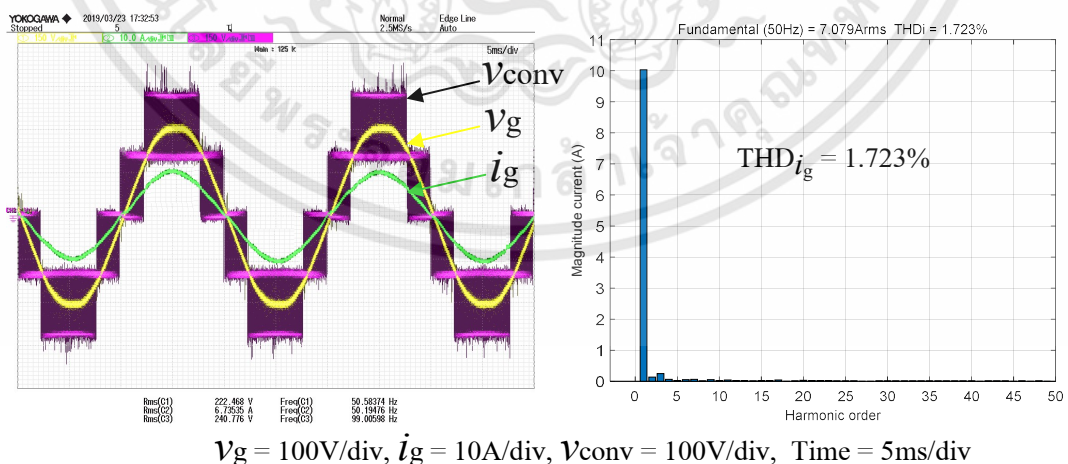 YOKOGAWA ◆ 2019/03/23 17:32:53
Stopped 5
Normal Edge Line
2.5MS/s Auto
5ms/div
vconv
vg
ig
Rms(C1) 222.468 V Freq(C1) 50.58374 Hz
Rms(C2) 6.73535 A Freq(C2) 50.19476 Hz
Rms(C3) 240.776 V Freq(C3) 99.00598 Hz
Fundamental (50Hz) = 7.079Arms THDi = 1.723%
THDig = 1.723%
Magnitude current (A)
11
10
9
8
7
6
5
4
3
2
1
0
0 5 10 15 20 25 30 35 40 45 50
Harmonic order
vg = 100V/div, ig = 10A/div, vconv = 100V/div, Time = 5ms/div